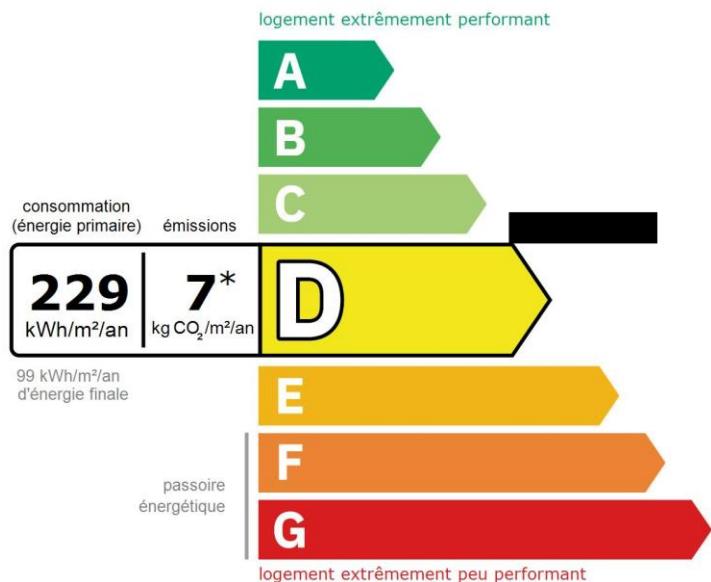 logement extrêmement performant
A
B
C
consommation
(énergie primaire) émissions
229 7*
kWh/m²/an kg CO₂/m²/an
D
99 kWh/m²/an
d'énergie finale
E
F
passoire
énergétique
G
logement extrêmement peu performant